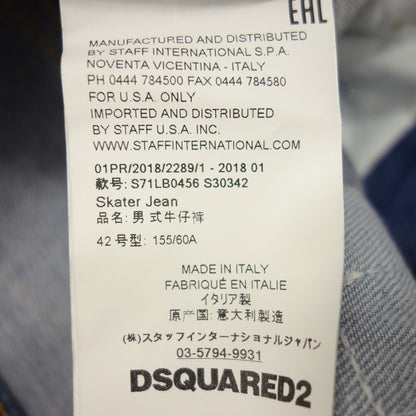 EAC
MANUFACTURED AND DISTRIBUTED
BY STAFF INTERNATIONAL S.P.A.
NOVENTA VICENTINA - ITALY
PH 0444 784500 FAX 0444 784580
FOR U.S.A. ONLY
IMPORTED AND DISTRIBUTED
BY STAFF U.S.A. INC.
WWW.STAFFINTERNATIONAL.COM
01PR/2018/2289/1 - 2018 01
款号: S71LB0456 S30342
Skater Jean
品名: 男 式牛仔裤
42 号型: 155/60A
MADE IN ITALY
FABRIQUÉ EN ITALIE
イタリア製
原产国: 意大利製造
(株)スタッフインターナショナルジャパン
03-5794-9931
DSQUARED2